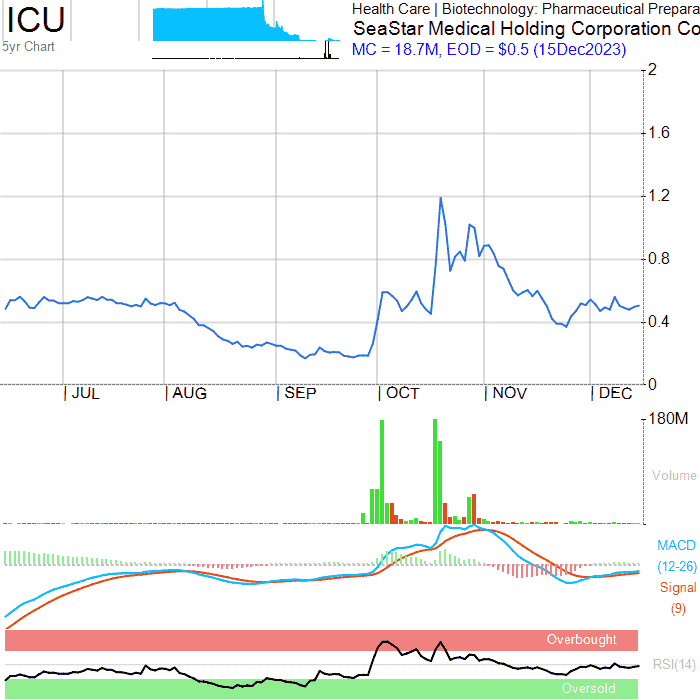 ICU
5yr Chart
Health Care | Biotechnology: Pharmaceutical Prepara
SeaStar Medical Holding Corporation Co
MC = 18.7M, EOD = $0.5 (15Dec2023)
2
1.6
1.2
0.8
0.4
0
JUL AUG SEP OCT NOV DEC
180M
Volume
MACD
(12-26)
Signal
(9)
Overbought
RSI(14)
Oversold